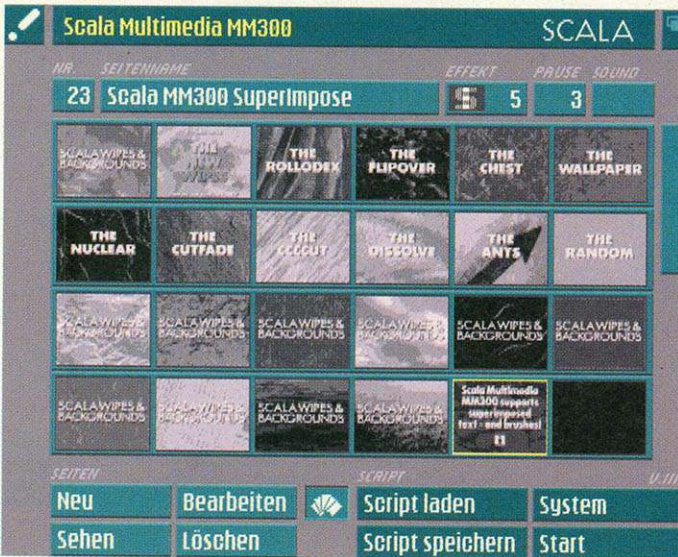 Scala Multimedia MM300 SCALA
NR. SEITENNAME EFFEKT PAUSE SOUND
23 Scala MM300 SuperImpose 5 3
SCALA WIPES &
BACKGROUNDS
THE
NEW
WIPES
THE
ROLLODEX
THE
FLIPOVER
THE
CHEST
THE
WALLPAPER
THE
NUCLEAR
THE
CUTFADE
THE
CCCCUT
THE
DISSOLVE
THE
ANTS
THE
RANDOM
SCALA WIPES &
BACKGROUNDS
SCALA WIPES &
BACKGROUNDS
SCALA WIPES &
BACKGROUNDS
SCALA WIPES &
BACKGROUNDS
SCALA WIPES &
BACKGROUNDS
SCALA WIPES &
BACKGROUNDS
SCALA WIPES &
BACKGROUNDS
SCALA WIPES &
BACKGROUNDS
SCALA WIPES &
BACKGROUNDS
SCALA WIPES &
BACKGROUNDS
Scala Multimedia
MM300 supports
superimposed
text - and brushes!
SEITEN SCRIPT
Neu Bearbeiten Script laden System
Sehen Löschen Script speichern Start